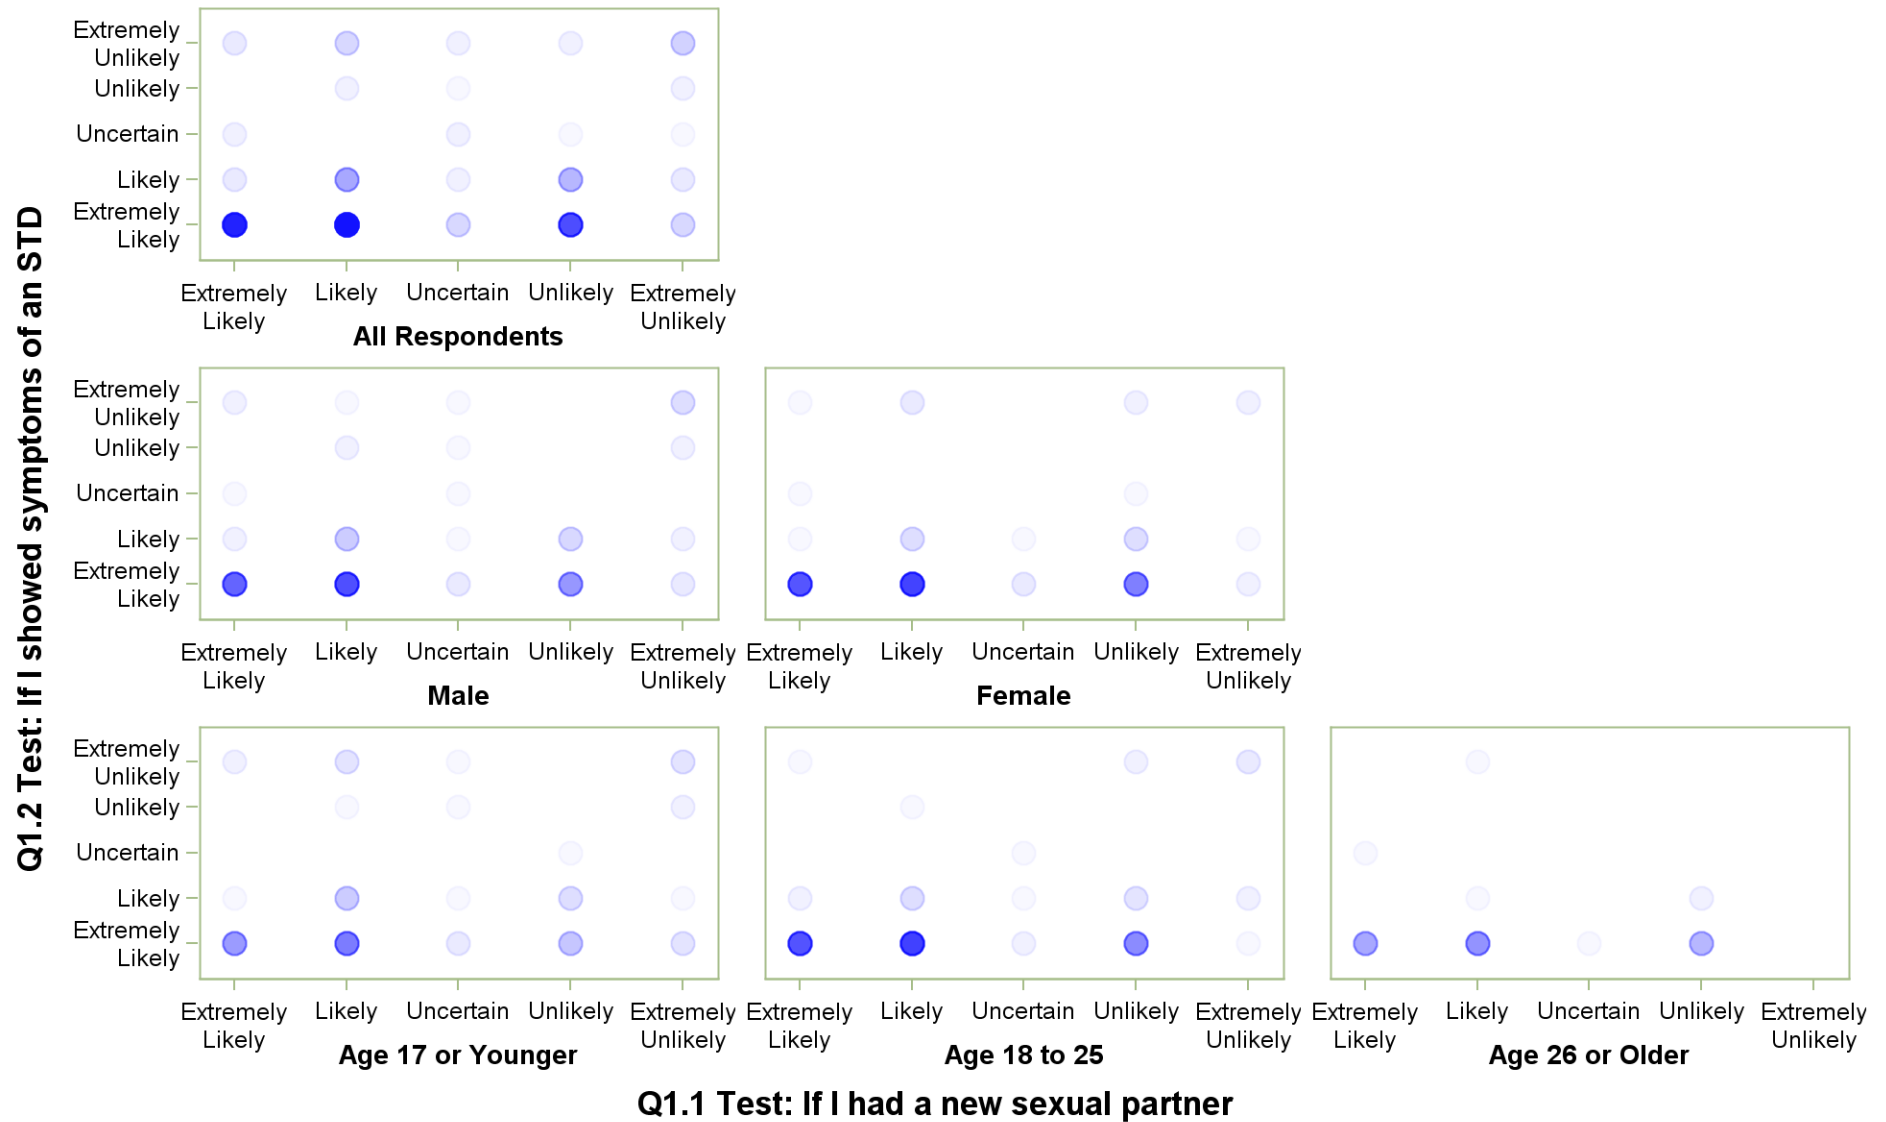 Q1.2 Test: If I showed symptoms of an STD
Extremely
Unlikely
Unlikely
Uncertain
Likely
Extremely
Likely
Extremely Likely Uncertain Unlikely Extremely
Likely Unlikely
All Respondents
Extremely
Unlikely
Unlikely
Uncertain
Likely
Extremely
Likely
Extremely Likely Uncertain Unlikely Extremely Extremely Likely Uncertain Unlikely Extremely
Likely Unlikely Likely Unlikely
Male Female
Extremely
Unlikely
Unlikely
Uncertain
Likely
Extremely
Likely
Extremely Likely Uncertain Unlikely Extremely Extremely Likely Uncertain Unlikely Extremely Extremely Likely Uncertain Unlikely Extremely
Likely Unlikely Likely Unlikely Likely Unlikely
Age 17 or Younger Age 18 to 25 Age 26 or Older
Q1.1 Test: If I had a new sexual partner